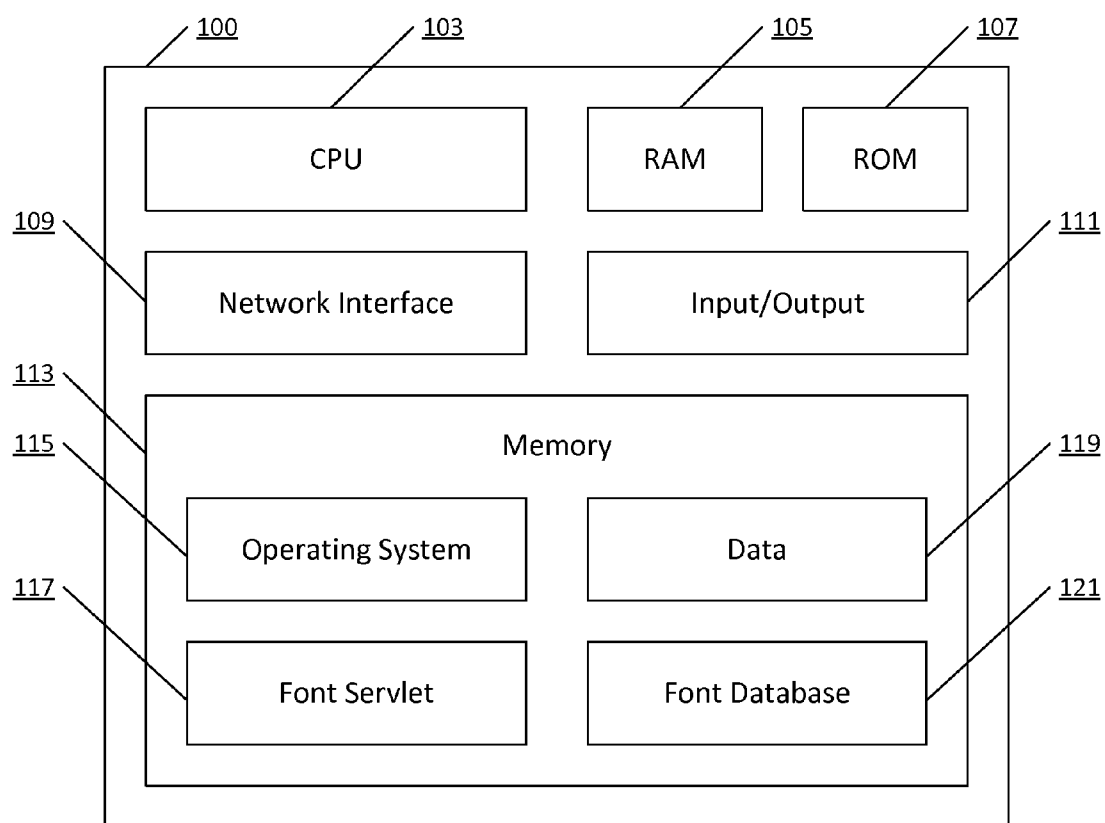 100 103 105 107
CPU RAM ROM
109 111
Network Interface Input/Output
113
Memory
115 119
Operating System Data
117 121
Font Servlet Font Database